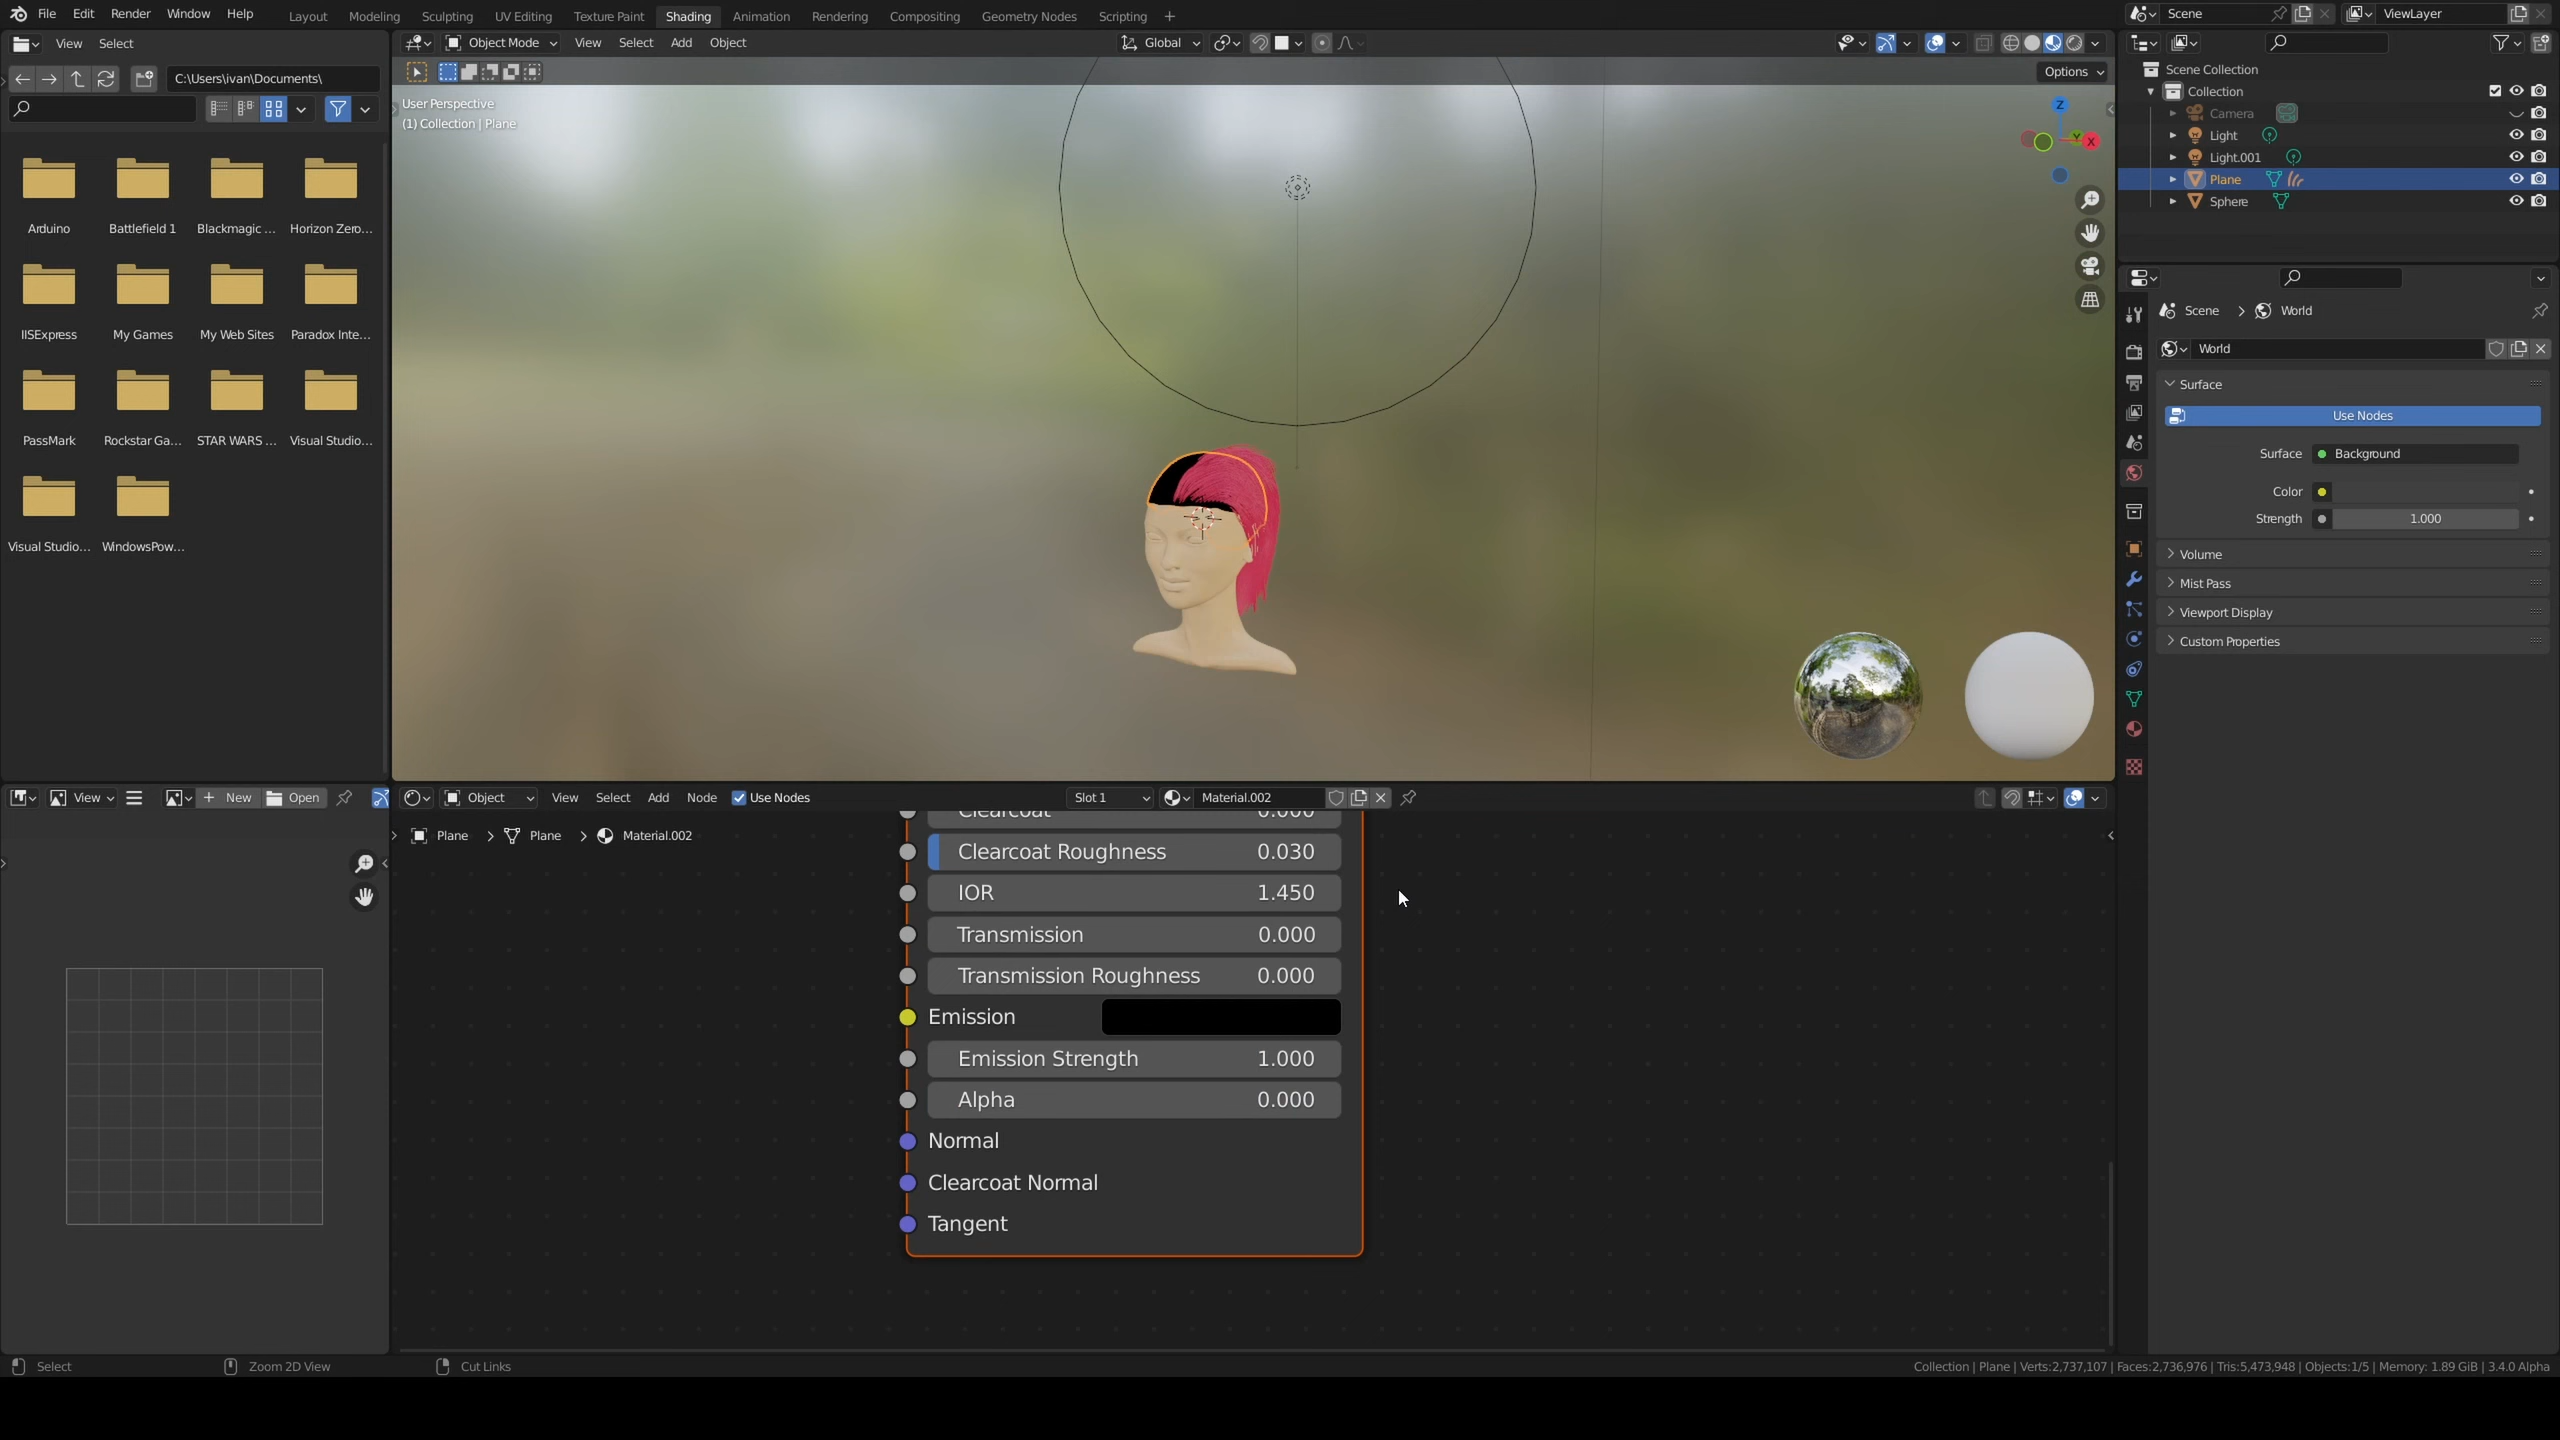 File Edit Render Window Help Layout Modeling Sculpting UV Editing Texture Paint Shading Animation Rendering Compositing Geometry Nodes Scripting
Scene ViewLayer
View Select
Object Mode View Select Add Object Global
C:\Users\ivan\Documents\
Options
User Perspective
(1) Collection | Plane
Z
Y
X
Arduino Battlefield 1 Blackmagic ... Horizon Zero...
IISExpress My Games My Web Sites Paradox Inte...
PassMark Rockstar Ga... STAR WARS ... Visual Studio...
Visual Studio... WindowsPow...
Scene Collection
Collection
Camera
Light
Light.001
Plane
Sphere
Scene World
World
Surface
Use Nodes
Surface Background
Color
Strength 1.000
Volume
Mist Pass
Viewport Display
Custom Properties
View New Open
Object View Select Add Node Use Nodes Slot 1 Material.002
Plane Plane Material.002
Clearcoat 0.000
Clearcoat Roughness 0.030
IOR 1.450
Transmission 0.000
Transmission Roughness 0.000
Emission
Emission Strength 1.000
Alpha 0.000
Normal
Clearcoat Normal
Tangent
Select Zoom 2D View Cut Links
Collection | Plane | Verts:2,737,107 | Faces:2,736,976 | Tris:5,473,948 | Objects:1/5 | Memory: 1.89 GiB | 3.4.0 Alpha